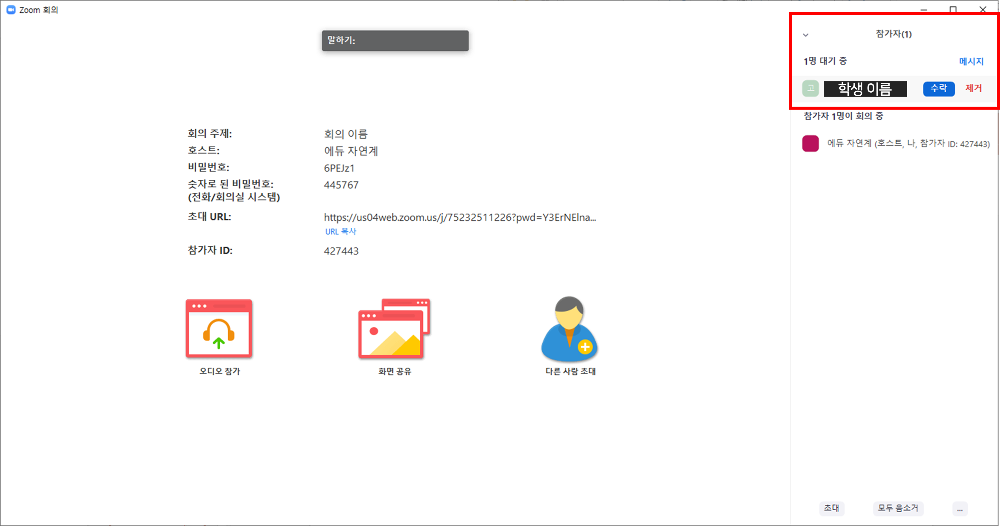 Zoom 회의
말하기:
참가자(1)
1명 대기 중 메시지
고 학생 이름 수락 제거
참가자 1명이 회의 중
에듀 자연계 (호스트, 나, 참가자 ID: 427443)
회의 주제: 회의 이름
호스트: 에듀 자연계
비밀번호: 6PEJz1
숫자로 된 비밀번호: 445767
(전화/회의실 시스템)
초대 URL: https://us04web.zoom.us/j/75232511226?pwd=Y3ErNElna...
URL 복사
참가자 ID: 427443
오디오 참가 화면 공유 다른 사람 초대
초대 모두 음소거 ...